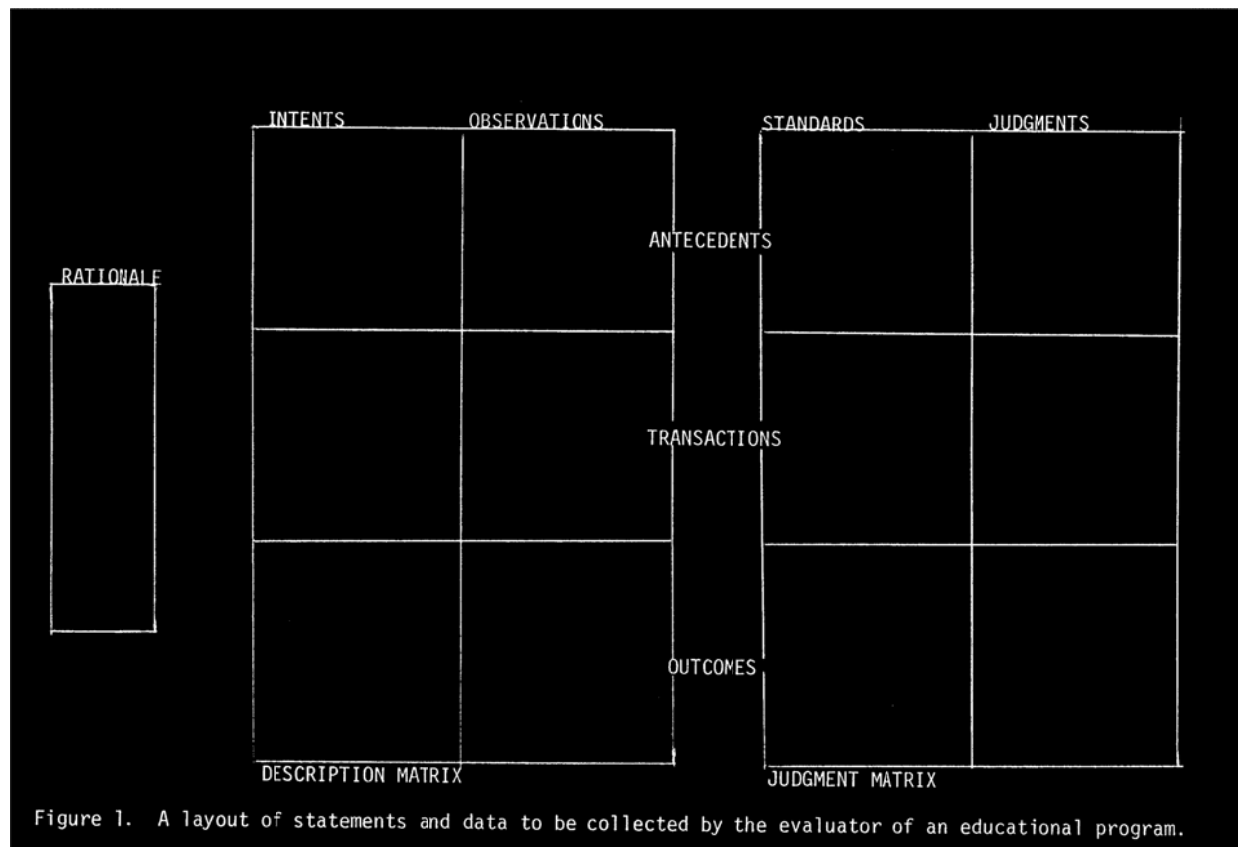 INTENTS OBSERVATIONS STANDARDS JUDGMENTS
ANTECEDENTS
RATIONALE
TRANSACTIONS
OUTCOMES
DESCRIPTION MATRIX JUDGMENT MATRIX
Figure 1. A layout of statements and data to be collected by the evaluator of an educational program.